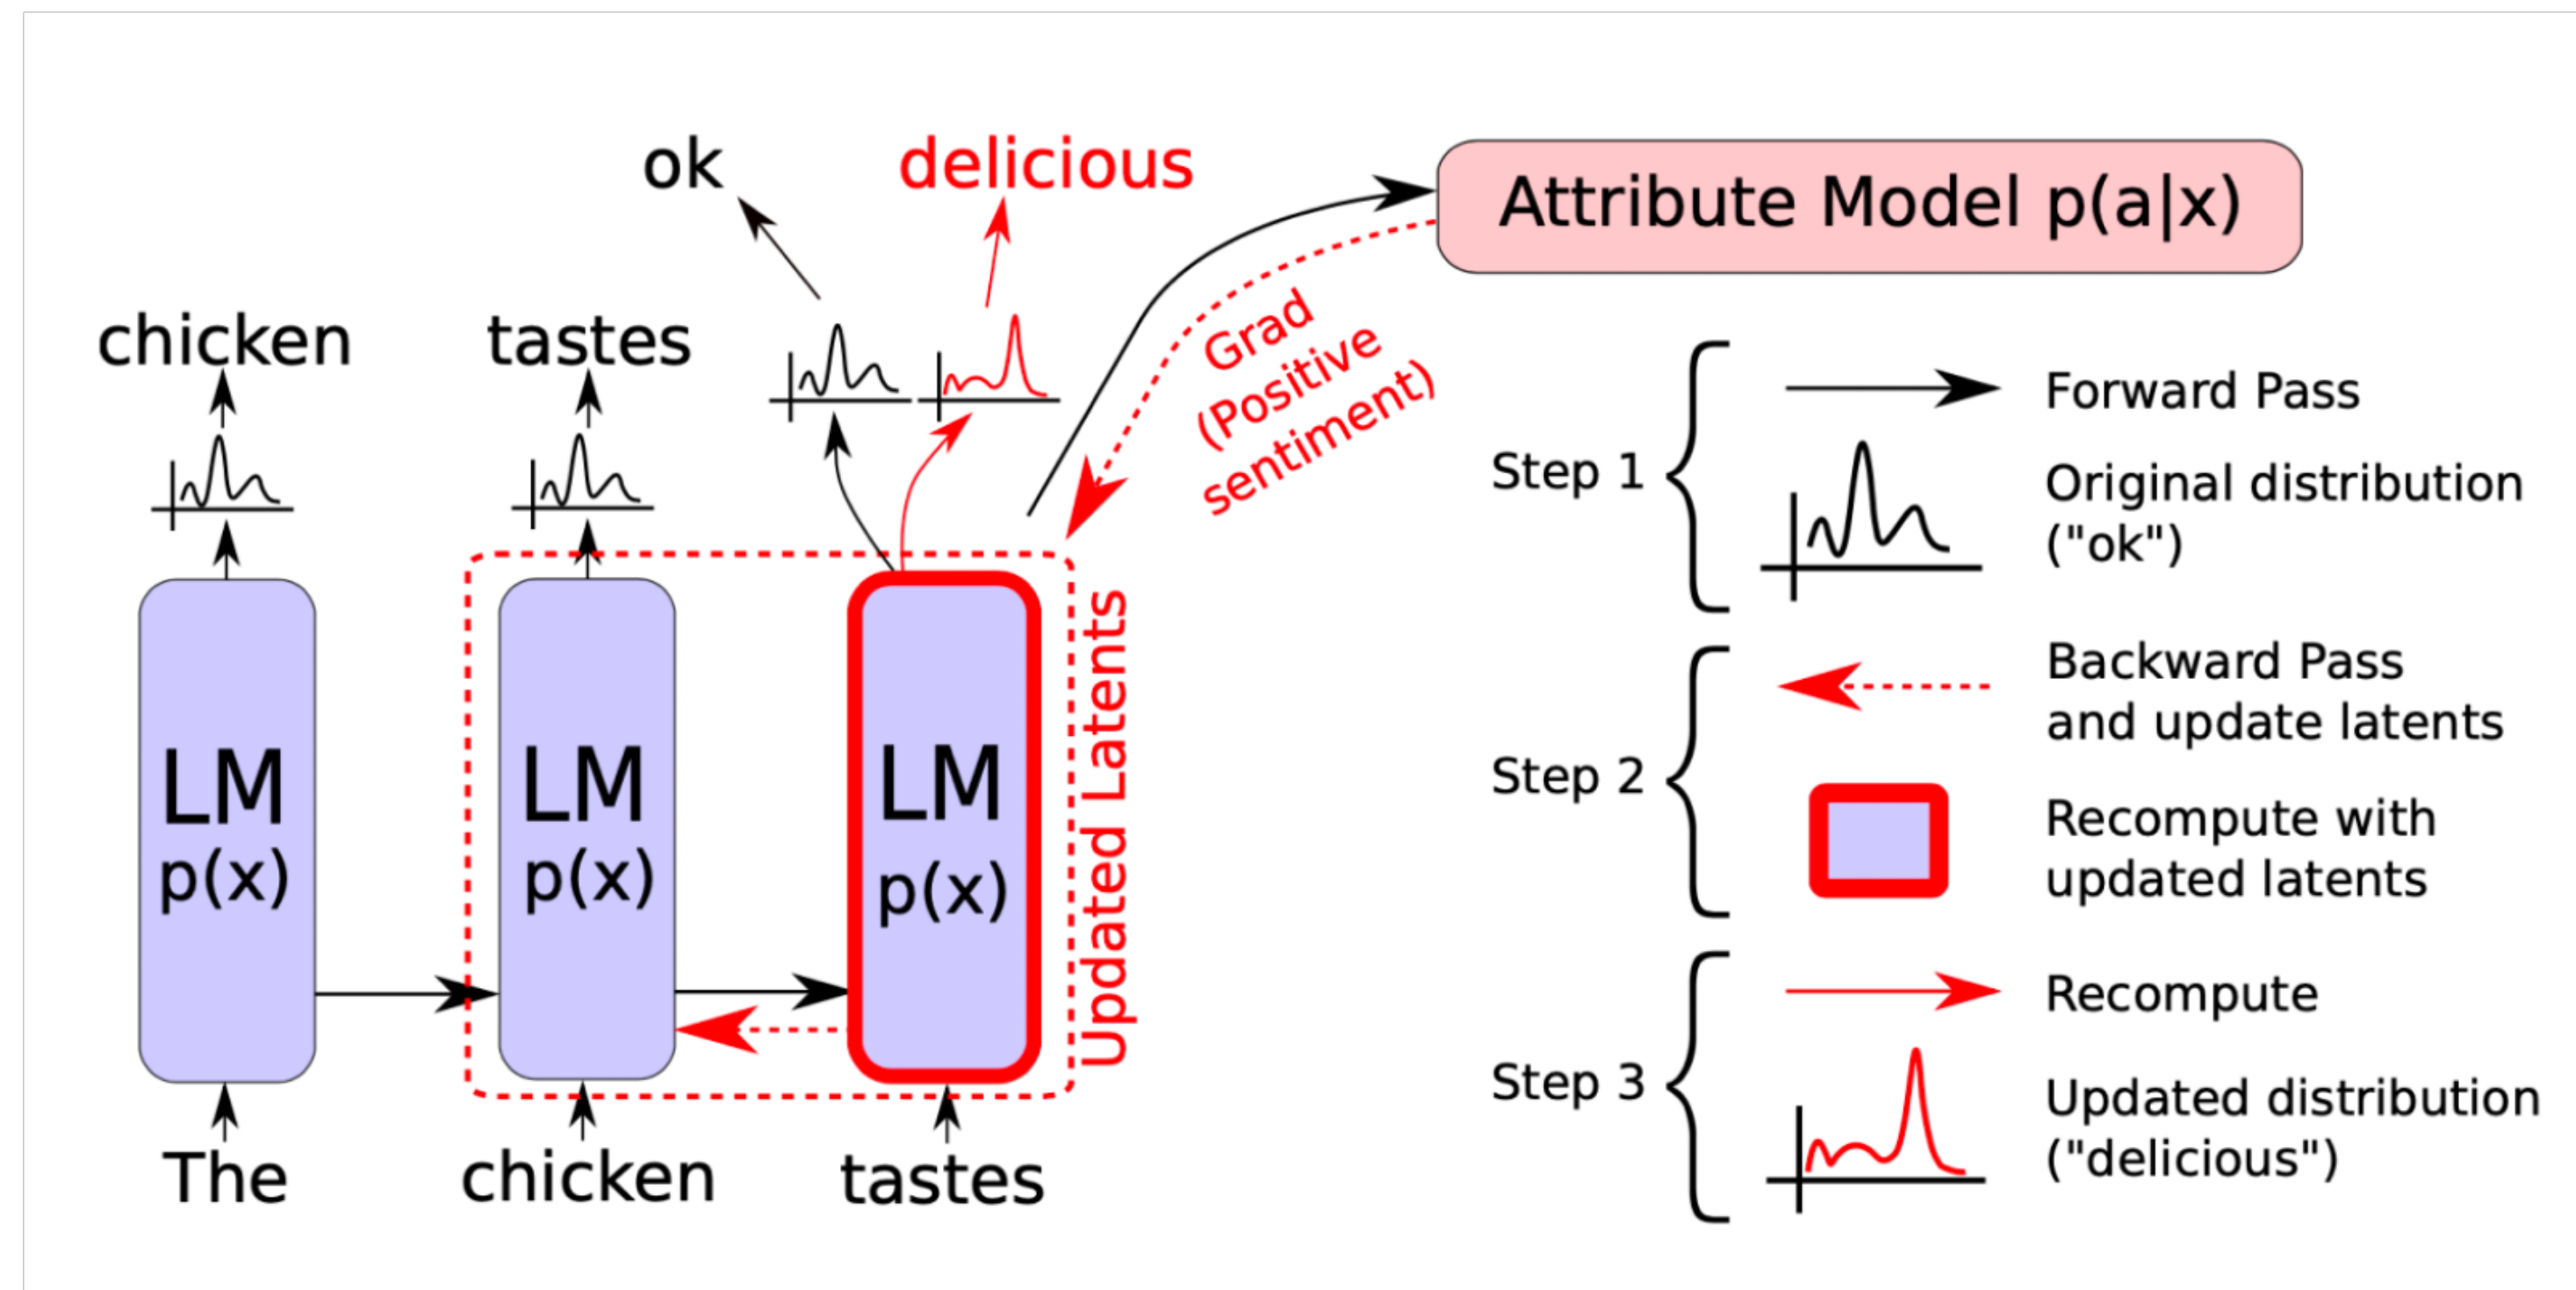 ok
delicious
Attribute Model p(a|x)
chicken
tastes
Grad
(Positive
sentiment)
LM
p(x)
LM
p(x)
LM
p(x)
Updated Latents
The
chicken
tastes
Step 1
Forward Pass
Original distribution
("ok")
Step 2
Backward Pass
and update latents
Recompute with
updated latents
Step 3
Recompute
Updated distribution
("delicious")